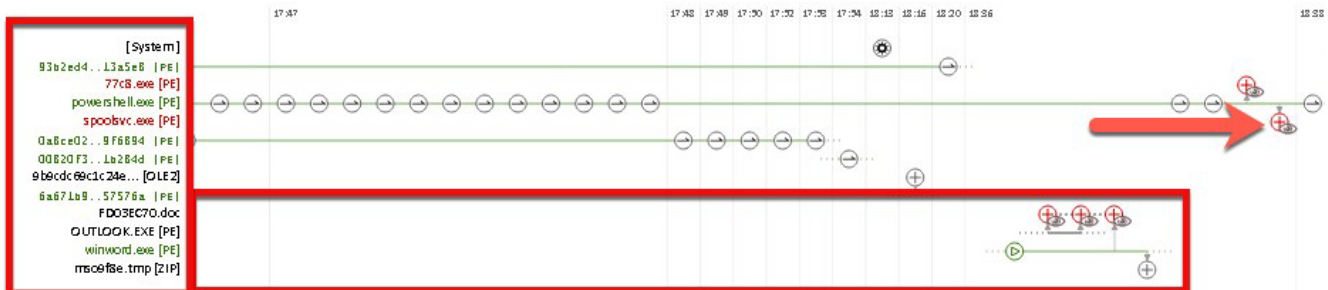 17:47 17:48 17:49 17:50 17:52 17:53 17:54 18:13 18:16 18:20 18:36 18:38
[System]
93b2ed4..13a5e8 [PE]
77c8.exe [PE]
powershell.exe [PE]
spoolsvc.exe [PE]
0a8ce02..9f6894 [PE]
00820F3...1b284d [PE]
9b9cdc69c1c24e... [OLE2]
6a671b9..57576a [PE]
FD03EC70.doc
OUTLOOK.EXE [PE]
winword.exe [PE]
mso9f8e.tmp [ZIP]